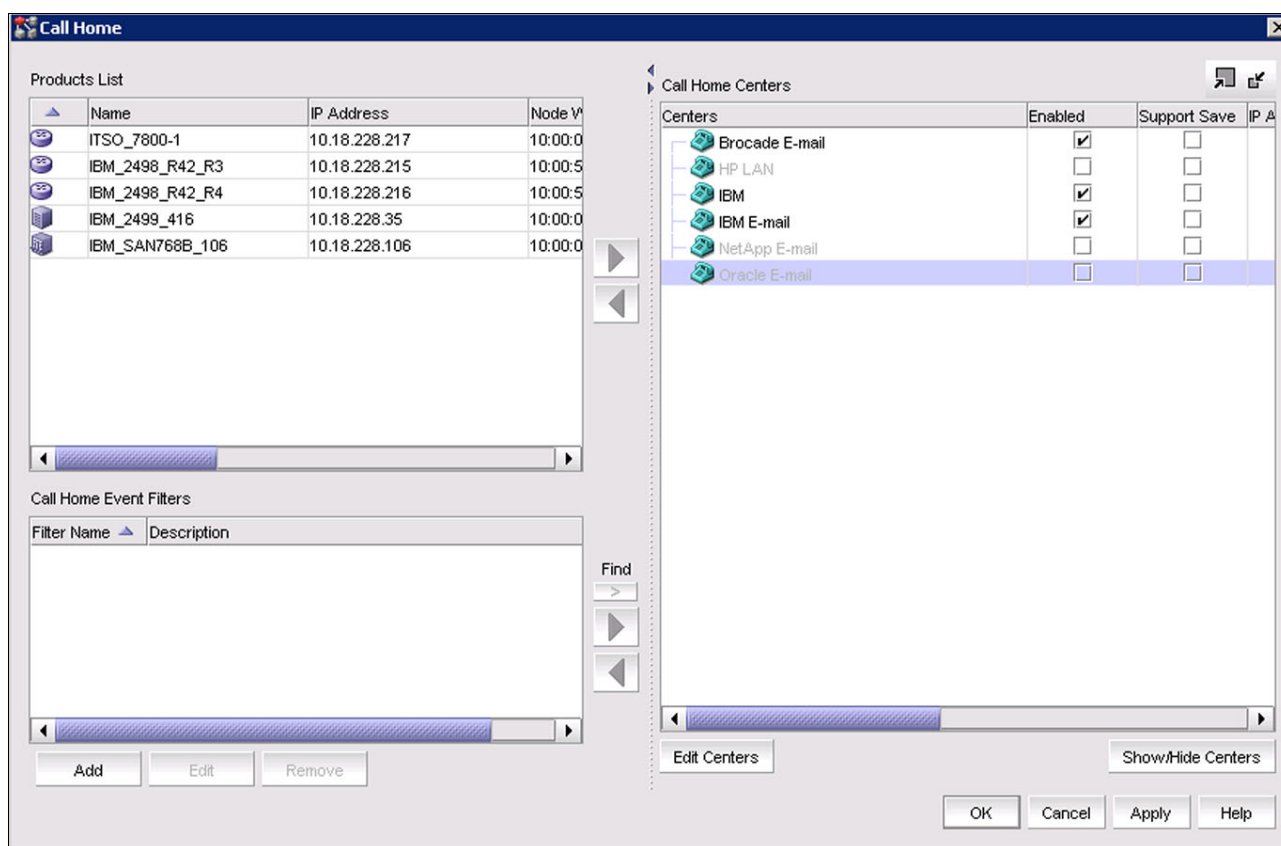 Call Home
Products List
Name IP Address Node W
ITSO_7800-1 10.18.228.217 10:00:0
IBM_2498_R42_R3 10.18.228.215 10:00:5
IBM_2498_R42_R4 10.18.228.216 10:00:5
IBM_2499_416 10.18.228.35 10:00:0
IBM_SAN768B_106 10.18.228.106 10:00:0
Call Home Event Filters
Filter Name Description
Add Edit Remove
Find
>
Call Home Centers
Centers Enabled Support Save IP A
Brocade E-mail
HP LAN
IBM
IBM E-mail
NetApp E-mail
Oracle E-mail
Edit Centers Show/Hide Centers
OK Cancel Apply Help